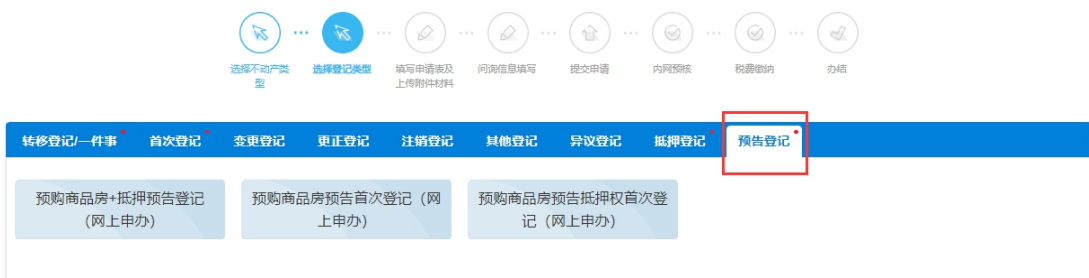 选择不动产类
型
选择登记类型
填写申请表及
上传附件材料
问询信息填写
提交申请
内网预核
税费缴纳
办结
转移登记/一件事
首次登记
变更登记
更正登记
注销登记
其他登记
异议登记
抵押登记
预告登记
预购商品房+抵押预告登记
（网上申办）
预购商品房预告首次登记（网
上申办）
预购商品房预告抵押权首次登
记（网上申办）